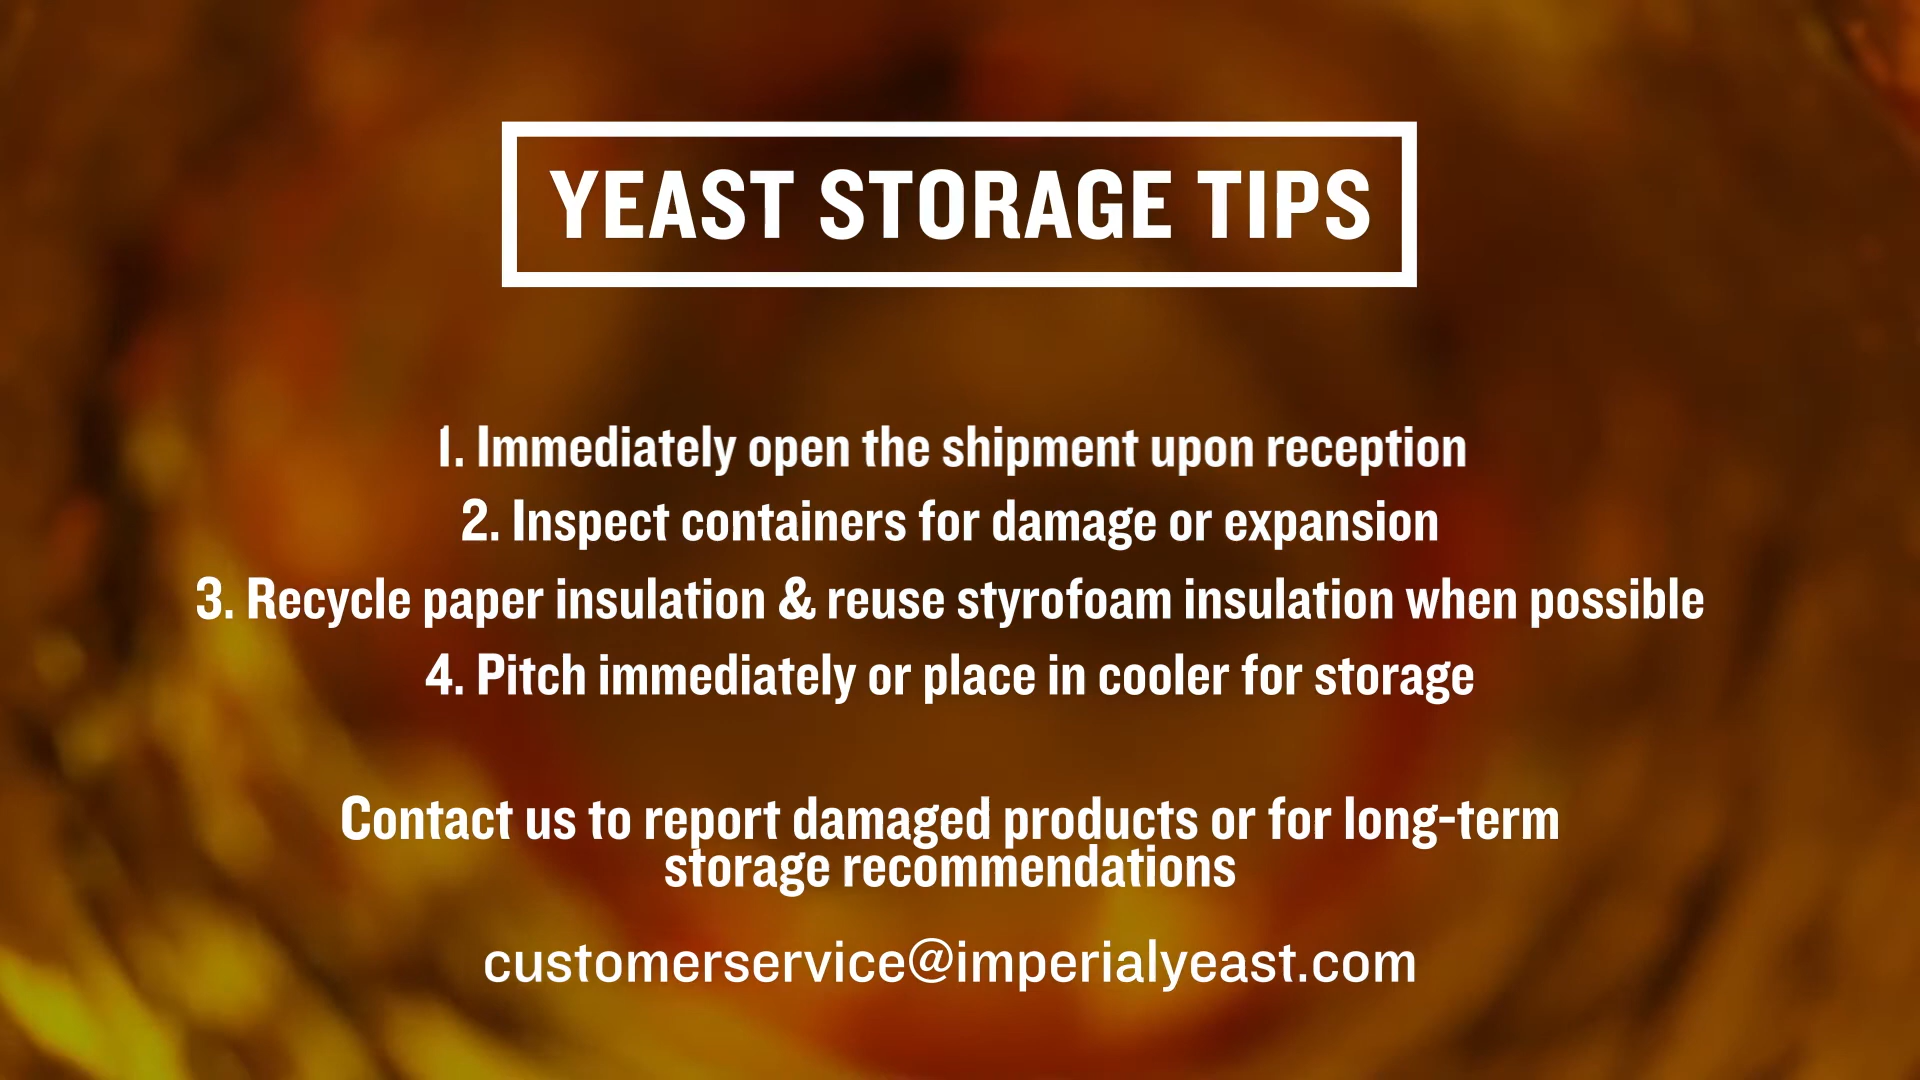 YEAST STORAGE TIPS
1. Immediately open the shipment upon reception
2. Inspect containers for damage or expansion
3. Recycle paper insulation & reuse styrofoam insulation when possible
4. Pitch immediately or place in cooler for storage
Contact us to report damaged products or for long-term
storage recommendations
customerservice@imperialyeast.com